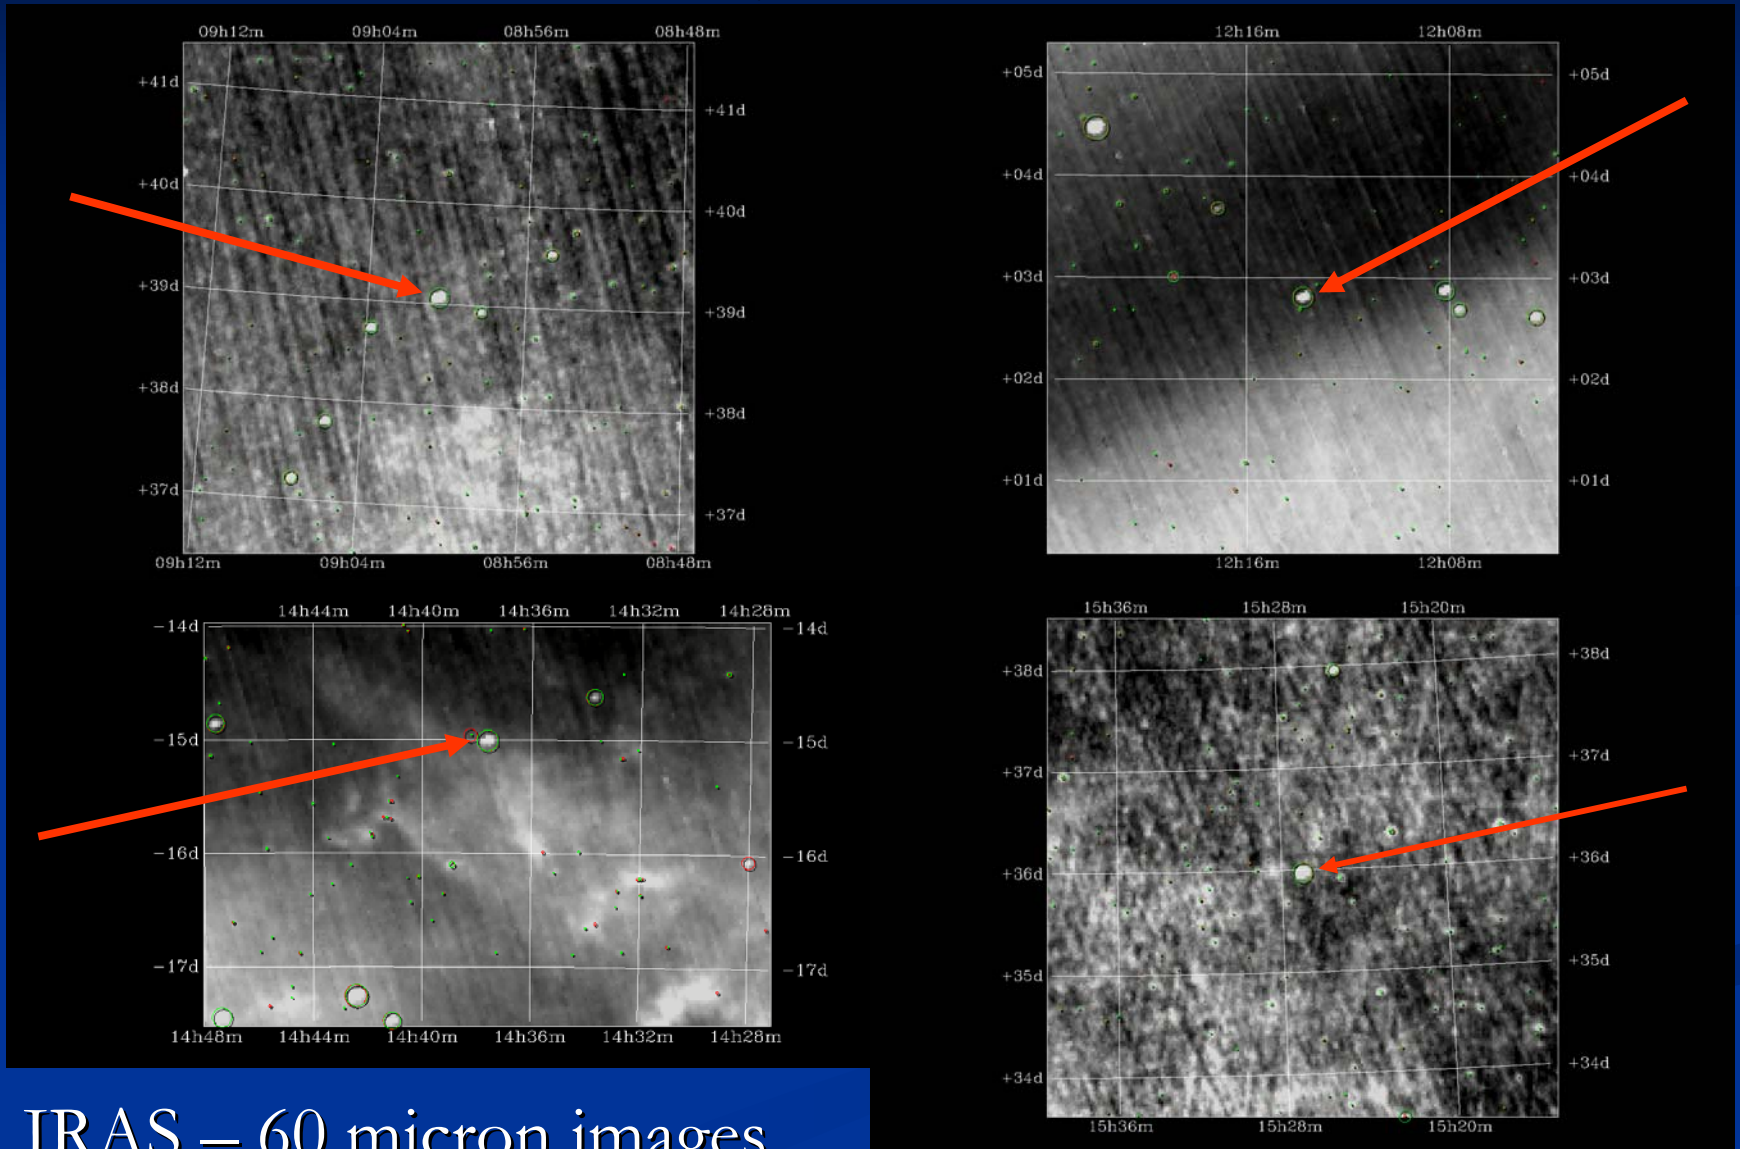 09h12m 09h04m 08h56m 08h48m
+41d
+41d
+40d
+40d
+39d
+39d
+38d
+38d
+37d
+37d
09h12m 09h04m 08h56m 08h48m
12h16m 12h08m
+05d +05d
+04d +04d
+03d +03d
+02d +02d
+01d +01d
12h16m 12h08m
14h44m 14h40m 14h36m 14h32m 14h28m
−14d −14d
−15d −15d
−16d −16d
−17d −17d
14h48m 14h44m 14h40m 14h36m 14h32m 14h28m
15h36m 15h28m 15h20m
+38d
+38d
+37d
+37d
+36d
+36d
+35d
+35d
+34d
+34d
15h36m 15h28m 15h20m
IRAS – 60 micron images